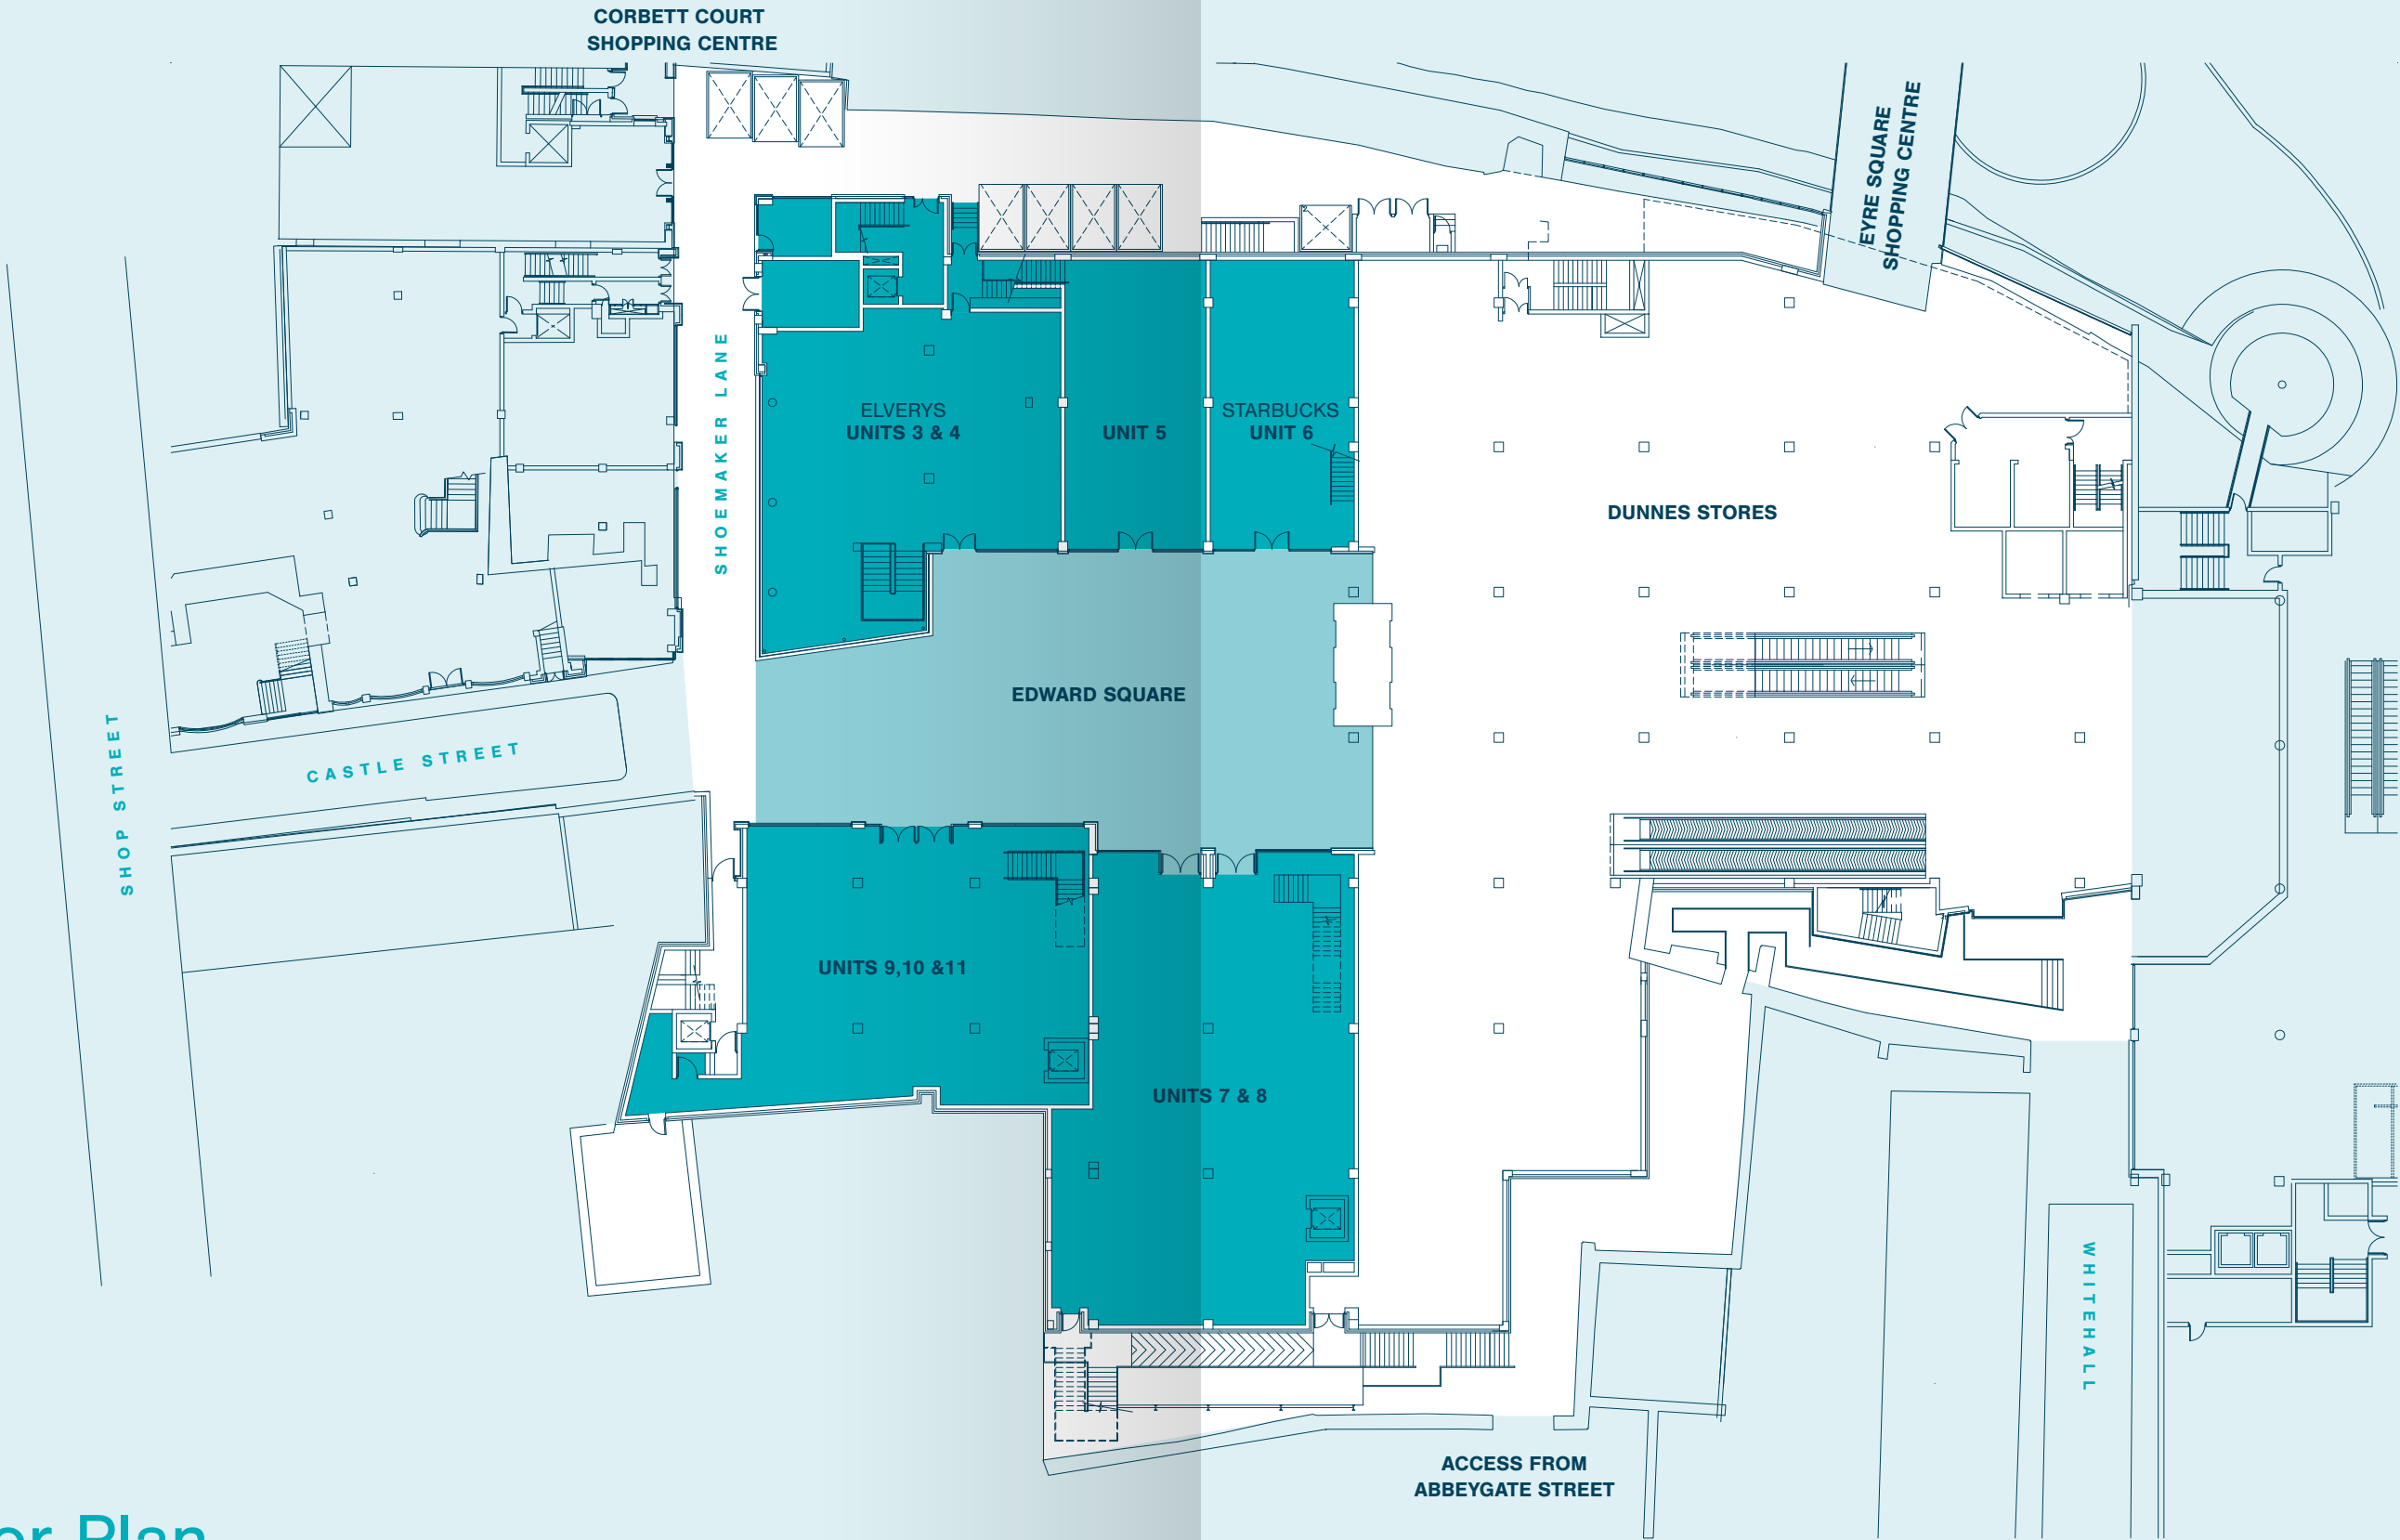 CORBETT COURT
SHOPPING CENTRE
EYRE SQUARE
SHOPPING CENTRE
SHOEMAKER LANE
ELVERYS
UNITS 3 & 4
UNIT 5
STARBUCKS
UNIT 6
DUNNES STORES
EDWARD SQUARE
CASTLE STREET
SHOP STREET
UNITS 9,10 &11
UNITS 7 & 8
WHITEHALL
ACCESS FROM
ABBEYGATE STREET
Plan